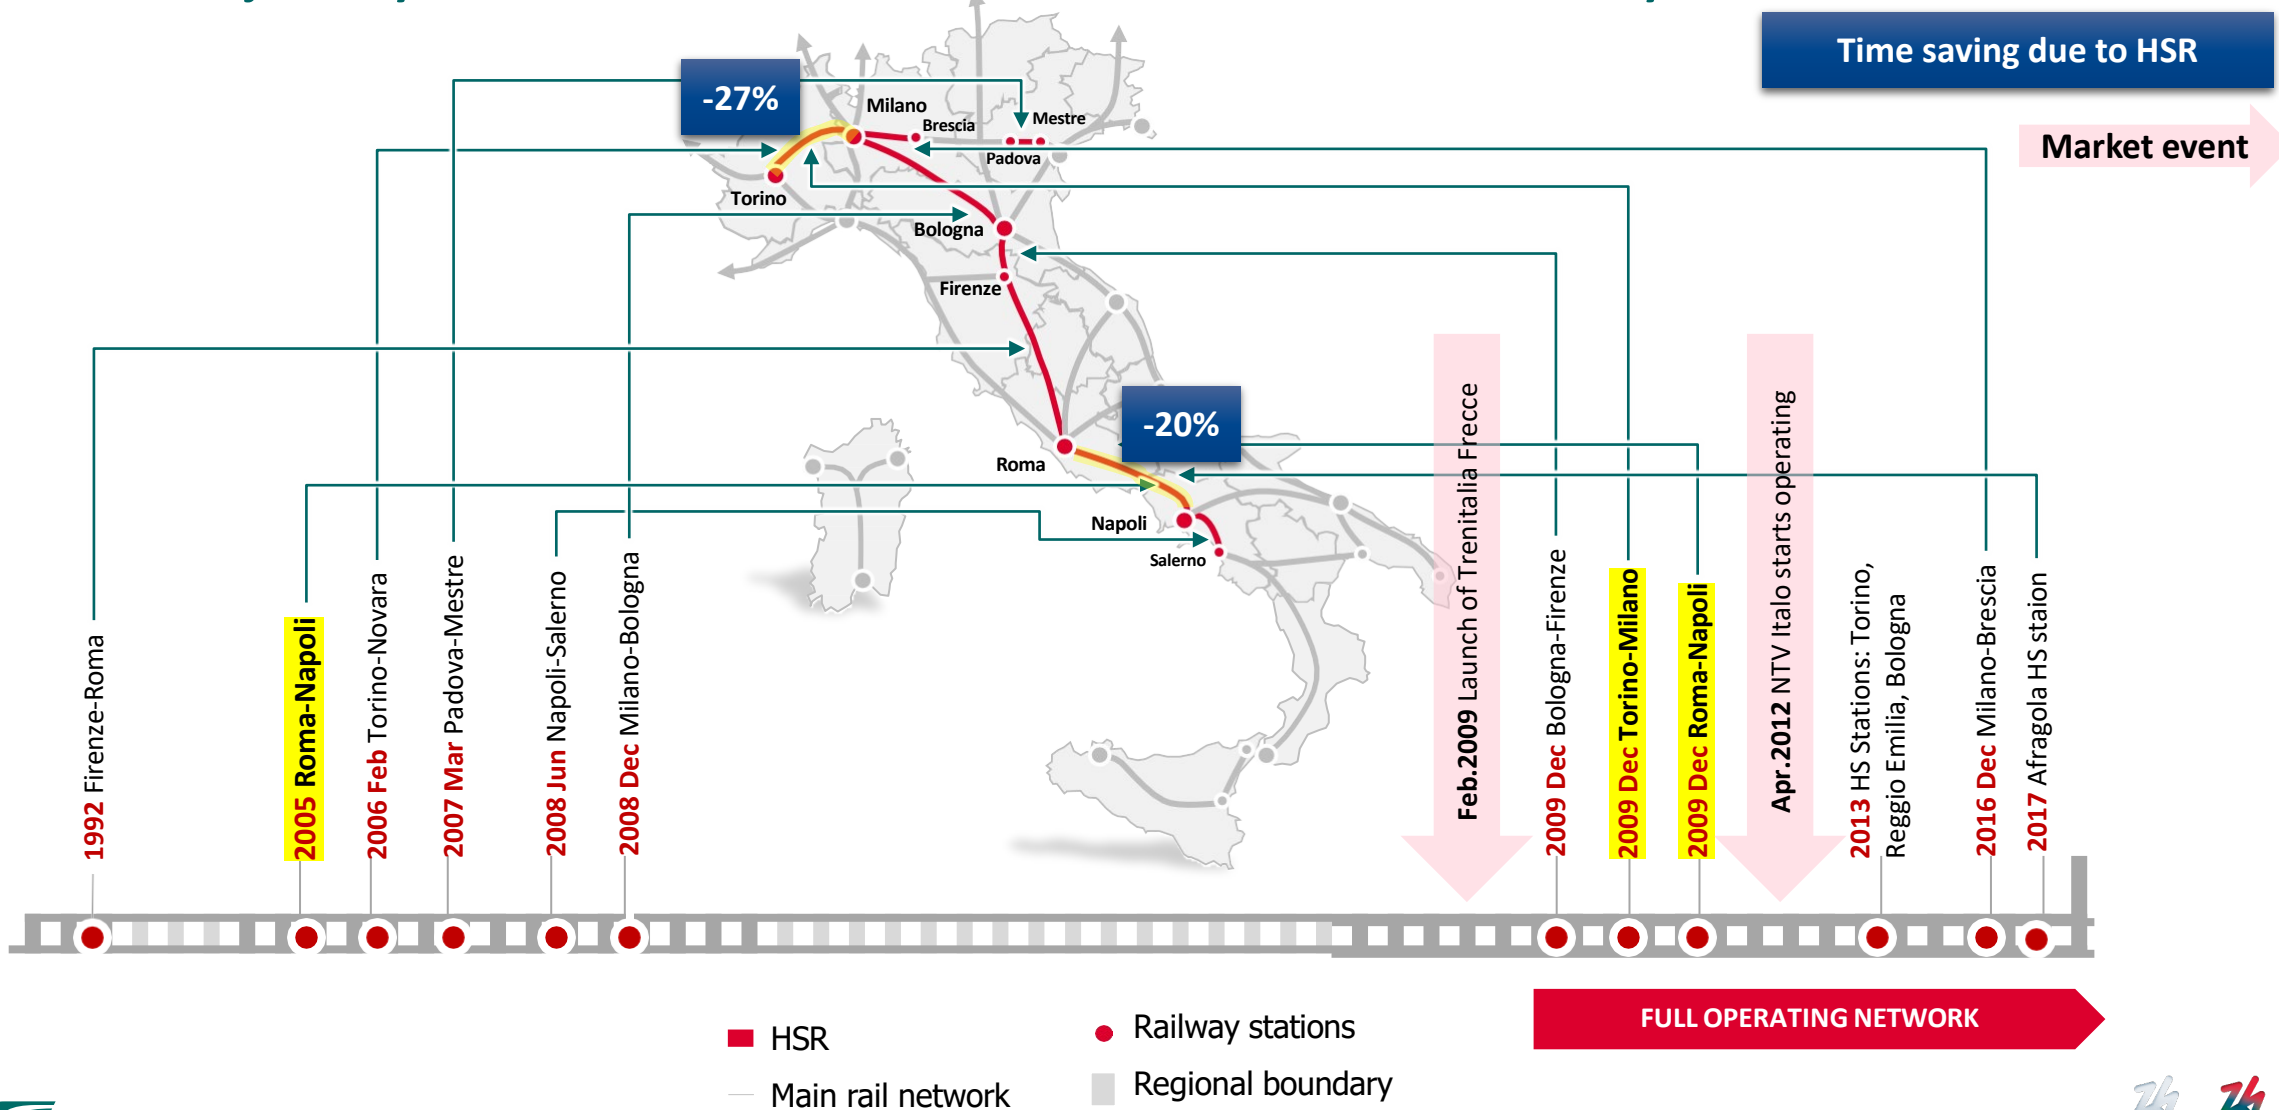 Time saving due to HSR
-27%
Market event
Milano
Brescia
Mestre
Padova
Torino
Bologna
Firenze
-20%
Roma
Napoli
Salerno
1992 Firenze-Roma
2005 Roma-Napoli
2006 Feb Torino-Novara
2007 Mar Padova-Mestre
2008 Jun Napoli-Salerno
2008 Dec Milano-Bologna
Feb.2009 Launch of Trenitalia Frecce
2009 Dec Bologna-Firenze
2009 Dec Torino-Milano
2009 Dec Roma-Napoli
Apr.2012 NTV Italo starts operating
2013 HS Stations: Torino,
Reggio Emilia, Bologna
2016 Dec Milano-Brescia
2017 Afragola HS staion
FULL OPERATING NETWORK
HSR
Railway stations
Main rail network
Regional boundary